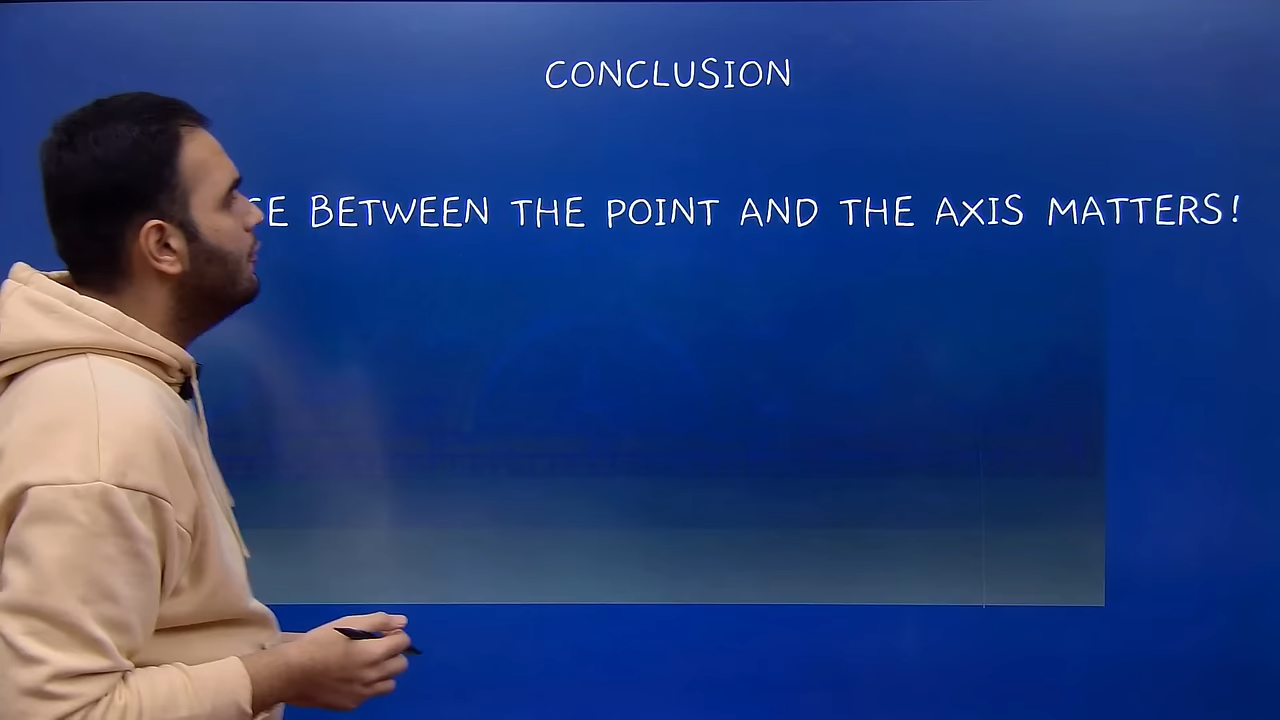 CONCLUSION
BETWEEN THE POINT AND THE AXIS MATTERS!